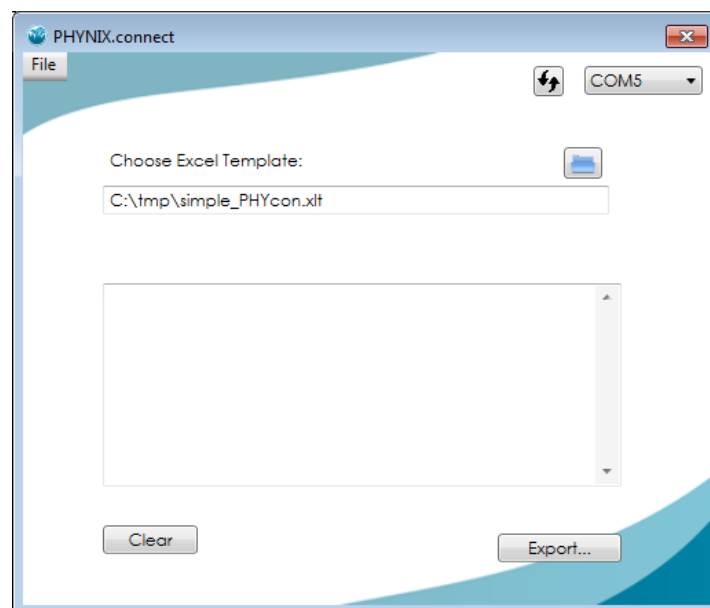 PHYNIX.connect
File
COM5
Choose Excel Template:
C:\tmp\simple_PHYcon.xlt
Clear
Export...